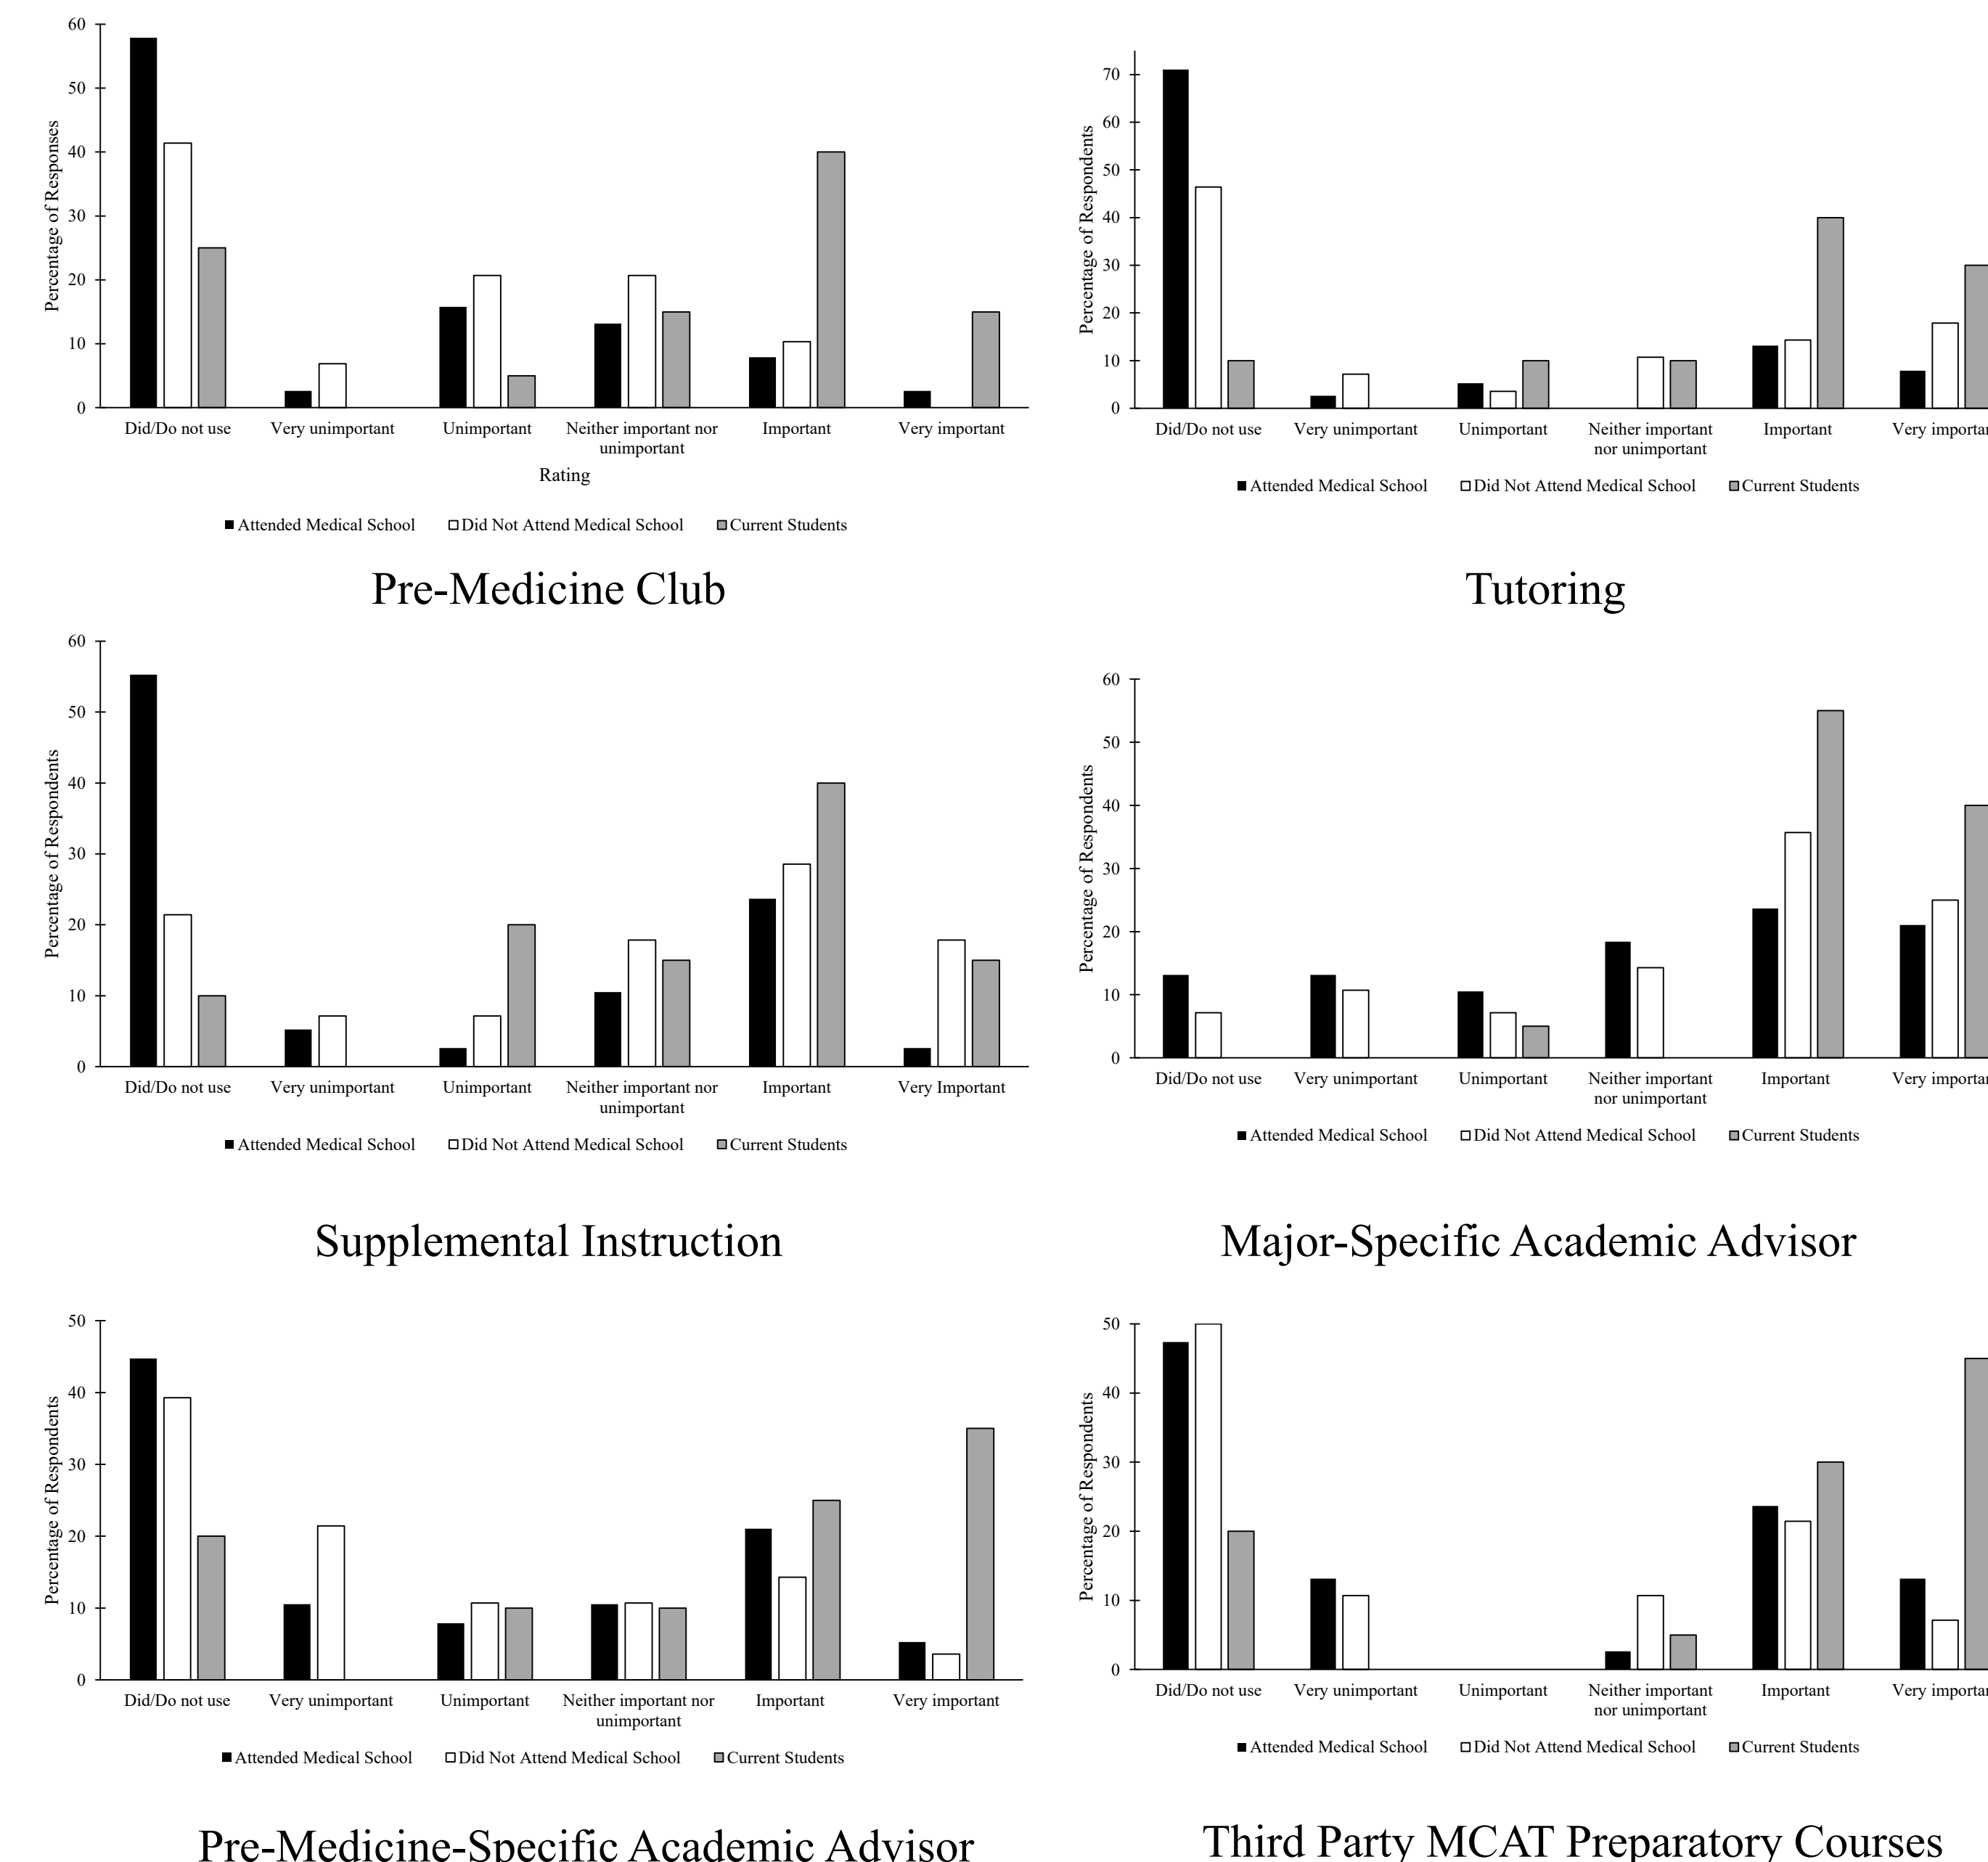 Percentage of Responses
60
50
40
30
20
10
0
Did/Do not use
Very unimportant
Unimportant
Neither important nor
unimportant
Important
Very important
Rating
Attended Medical School
Did Not Attend Medical School
Current Students
Pre-Medicine Club
Percentage of Respondents
70
60
50
40
30
20
10
0
Did/Do not use
Very unimportant
Unimportant
Neither important
nor unimportant
Important
Very importan
Attended Medical School
Did Not Attend Medical School
Current Students
Tutoring
Percentage of Respondents
60
50
40
30
20
10
0
Did/Do not use
Very unimportant
Unimportant
Neither important nor
unimportant
Important
Very Important
Attended Medical School
Did Not Attend Medical School
Current Students
Supplemental Instruction
Percentage of Respondents
60
50
40
30
20
10
0
Did/Do not use
Very unimportant
Unimportant
Neither important
nor unimportant
Important
Very importan
Attended Medical School
Did Not Attend Medical School
Current Students
Major-Specific Academic Advisor
Percentage of Respondents
50
40
30
20
10
0
Did/Do not use
Very unimportant
Unimportant
Neither important nor
unimportant
Important
Very important
Attended Medical School
Did Not Attend Medical School
Current Students
Pre-Medicine-Specific Academic Advisor
Percentage of Respondents
50
40
30
20
10
0
Did/Do not use
Very unimportant
Unimportant
Neither important
nor unimportant
Important
Very importan
Attended Medical School
Did Not Attend Medical School
Current Students
Third Party MCAT Preparatory Courses